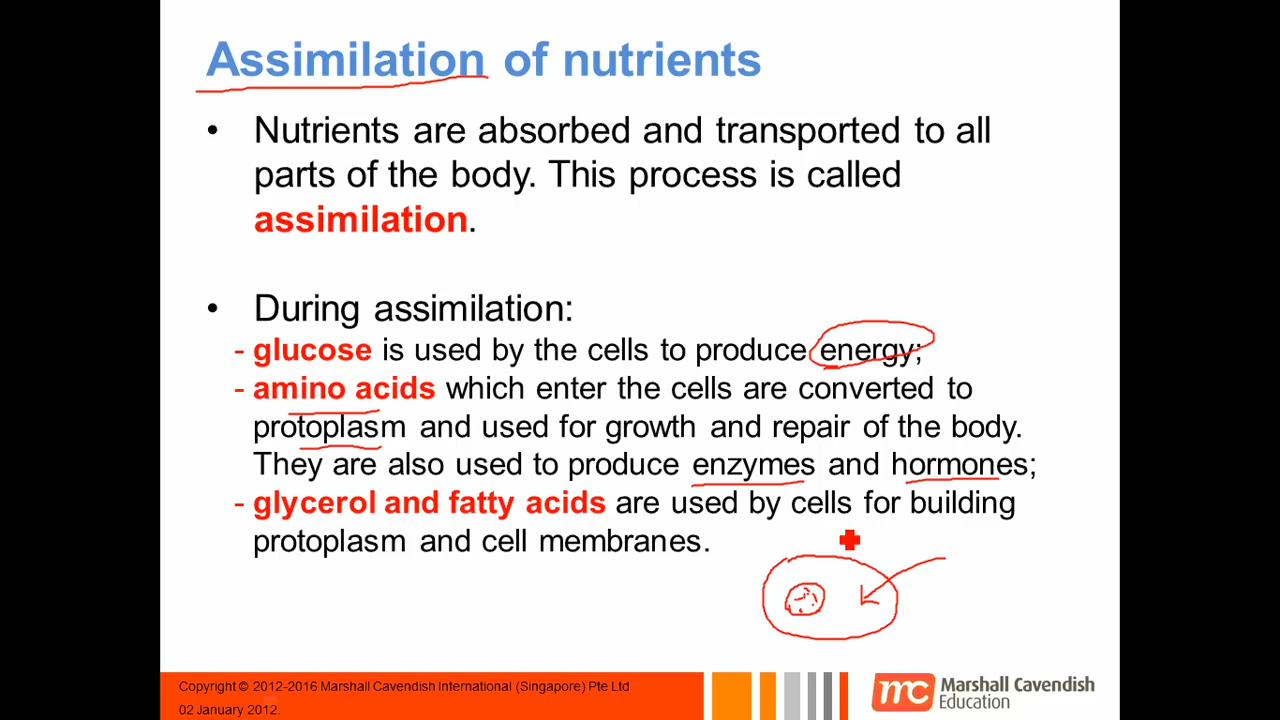 Assimilation of nutrients
• Nutrients are absorbed and transported to all
parts of the body. This process is called
assimilation.
• During assimilation:
- glucose is used by the cells to produce energy;
- amino acids which enter the cells are converted to
protoplasm and used for growth and repair of the body.
They are also used to produce enzymes and hormones;
- glycerol and fatty acids are used by cells for building
protoplasm and cell membranes.
Copyright © 2012-2016 Marshall Cavendish International (Singapore) Pte Ltd
02 January 2012.
mc Marshall Cavendish
Education